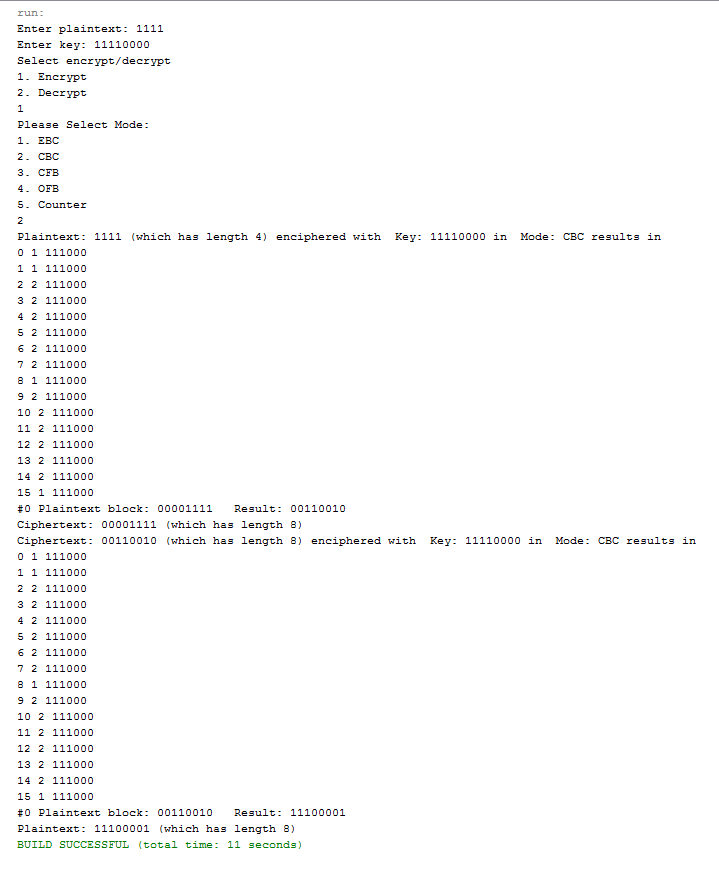 run:
Enter plaintext: 1111
Enter key: 11110000
Select encrypt/decrypt
1. Encrypt
2. Decrypt
1
Please Select Mode:
1. EBC
2. CBC
3. CFB
4. OFB
5. Counter
2
Plaintext: 1111 (which has length 4) enciphered with  Key: 11110000 in  Mode: CBC results in
0 1 111000
1 1 111000
2 2 111000
3 2 111000
4 2 111000
5 2 111000
6 2 111000
7 2 111000
8 1 111000
9 2 111000
10 2 111000
11 2 111000
12 2 111000
13 2 111000
14 2 111000
15 1 111000
#0 Plaintext block: 00001111   Result: 00110010
Ciphertext: 00001111 (which has length 8)
Ciphertext: 00110010 (which has length 8) enciphered with  Key: 11110000 in  Mode: CBC results in
0 1 111000
1 1 111000
2 2 111000
3 2 111000
4 2 111000
5 2 111000
6 2 111000
7 2 111000
8 1 111000
9 2 111000
10 2 111000
11 2 111000
12 2 111000
13 2 111000
14 2 111000
15 1 111000
#0 Plaintext block: 00110010   Result: 11100001
Plaintext: 11100001 (which has length 8)
BUILD SUCCESSFUL (total time: 11 seconds)